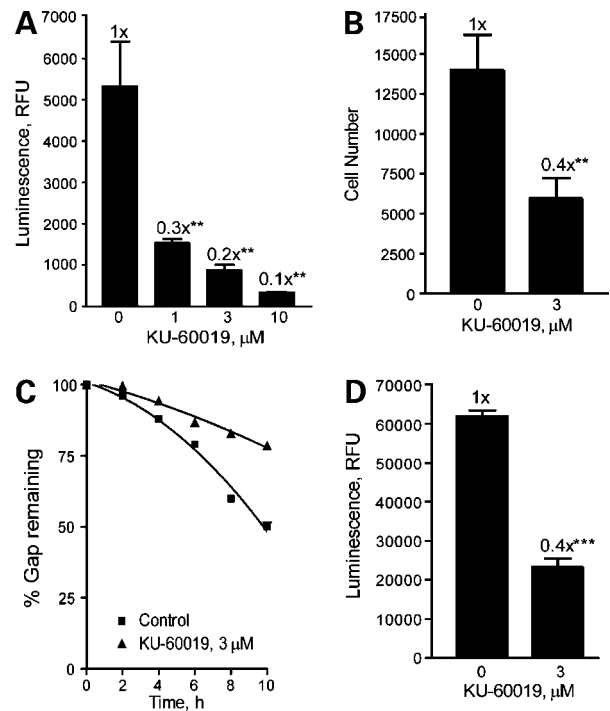 A
Luminescence, RFU
7000
6000
5000
4000
3000
2000
1000
0
1x
0.3x**
0.2x**
0.1x**
0 1 3 10
KU-60019, μM
B
Cell Number
17500
15000
12500
10000
7500
5000
2500
0
1x
0.4x**
0 3
KU-60019, μM
C
% Gap remaining
100
75
50
25
0
Control
KU-60019, 3 μM
0 2 4 6 8 10
Time, h
D
Luminescence, RFU
70000
60000
50000
40000
30000
20000
10000
0
1x
0.4x***
0 3
KU-60019, μM